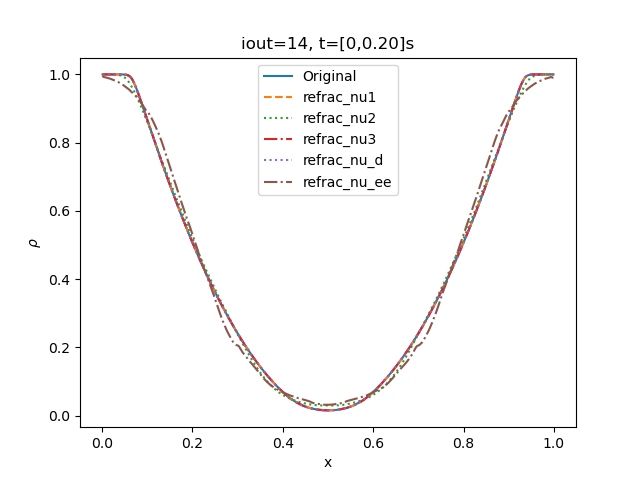 iout=14, t=[0,0.20]s
Original
refrac_nu1
refrac_nu2
refrac_nu3
refrac_nu_d
refrac_nu_ee
1.0
0.8
0.6
0.4
0.2
0.0
ρ
0.0 0.2 0.4 0.6 0.8 1.0
x